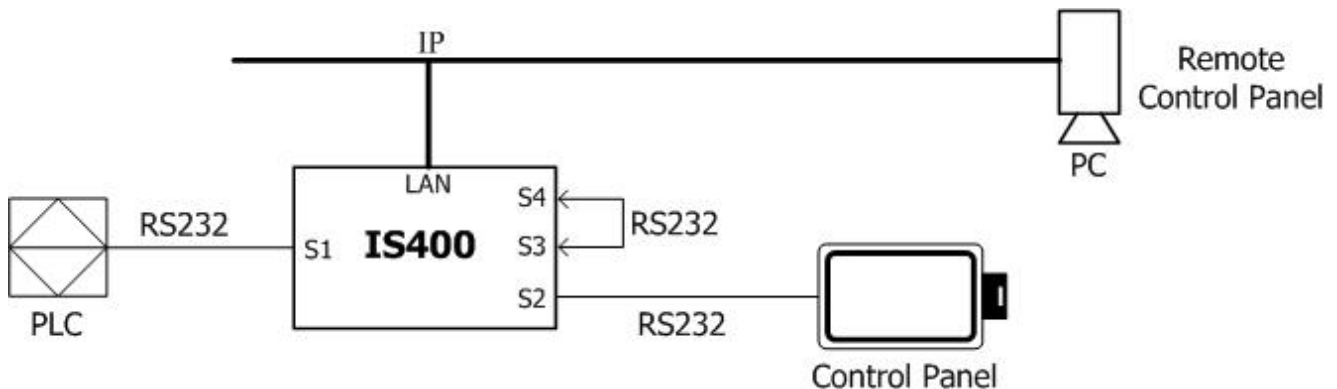 IP
Remote
Control Panel
PC
LAN
S4
RS232
S1
IS400
S3
RS232
S2
RS232
PLC
Control Panel